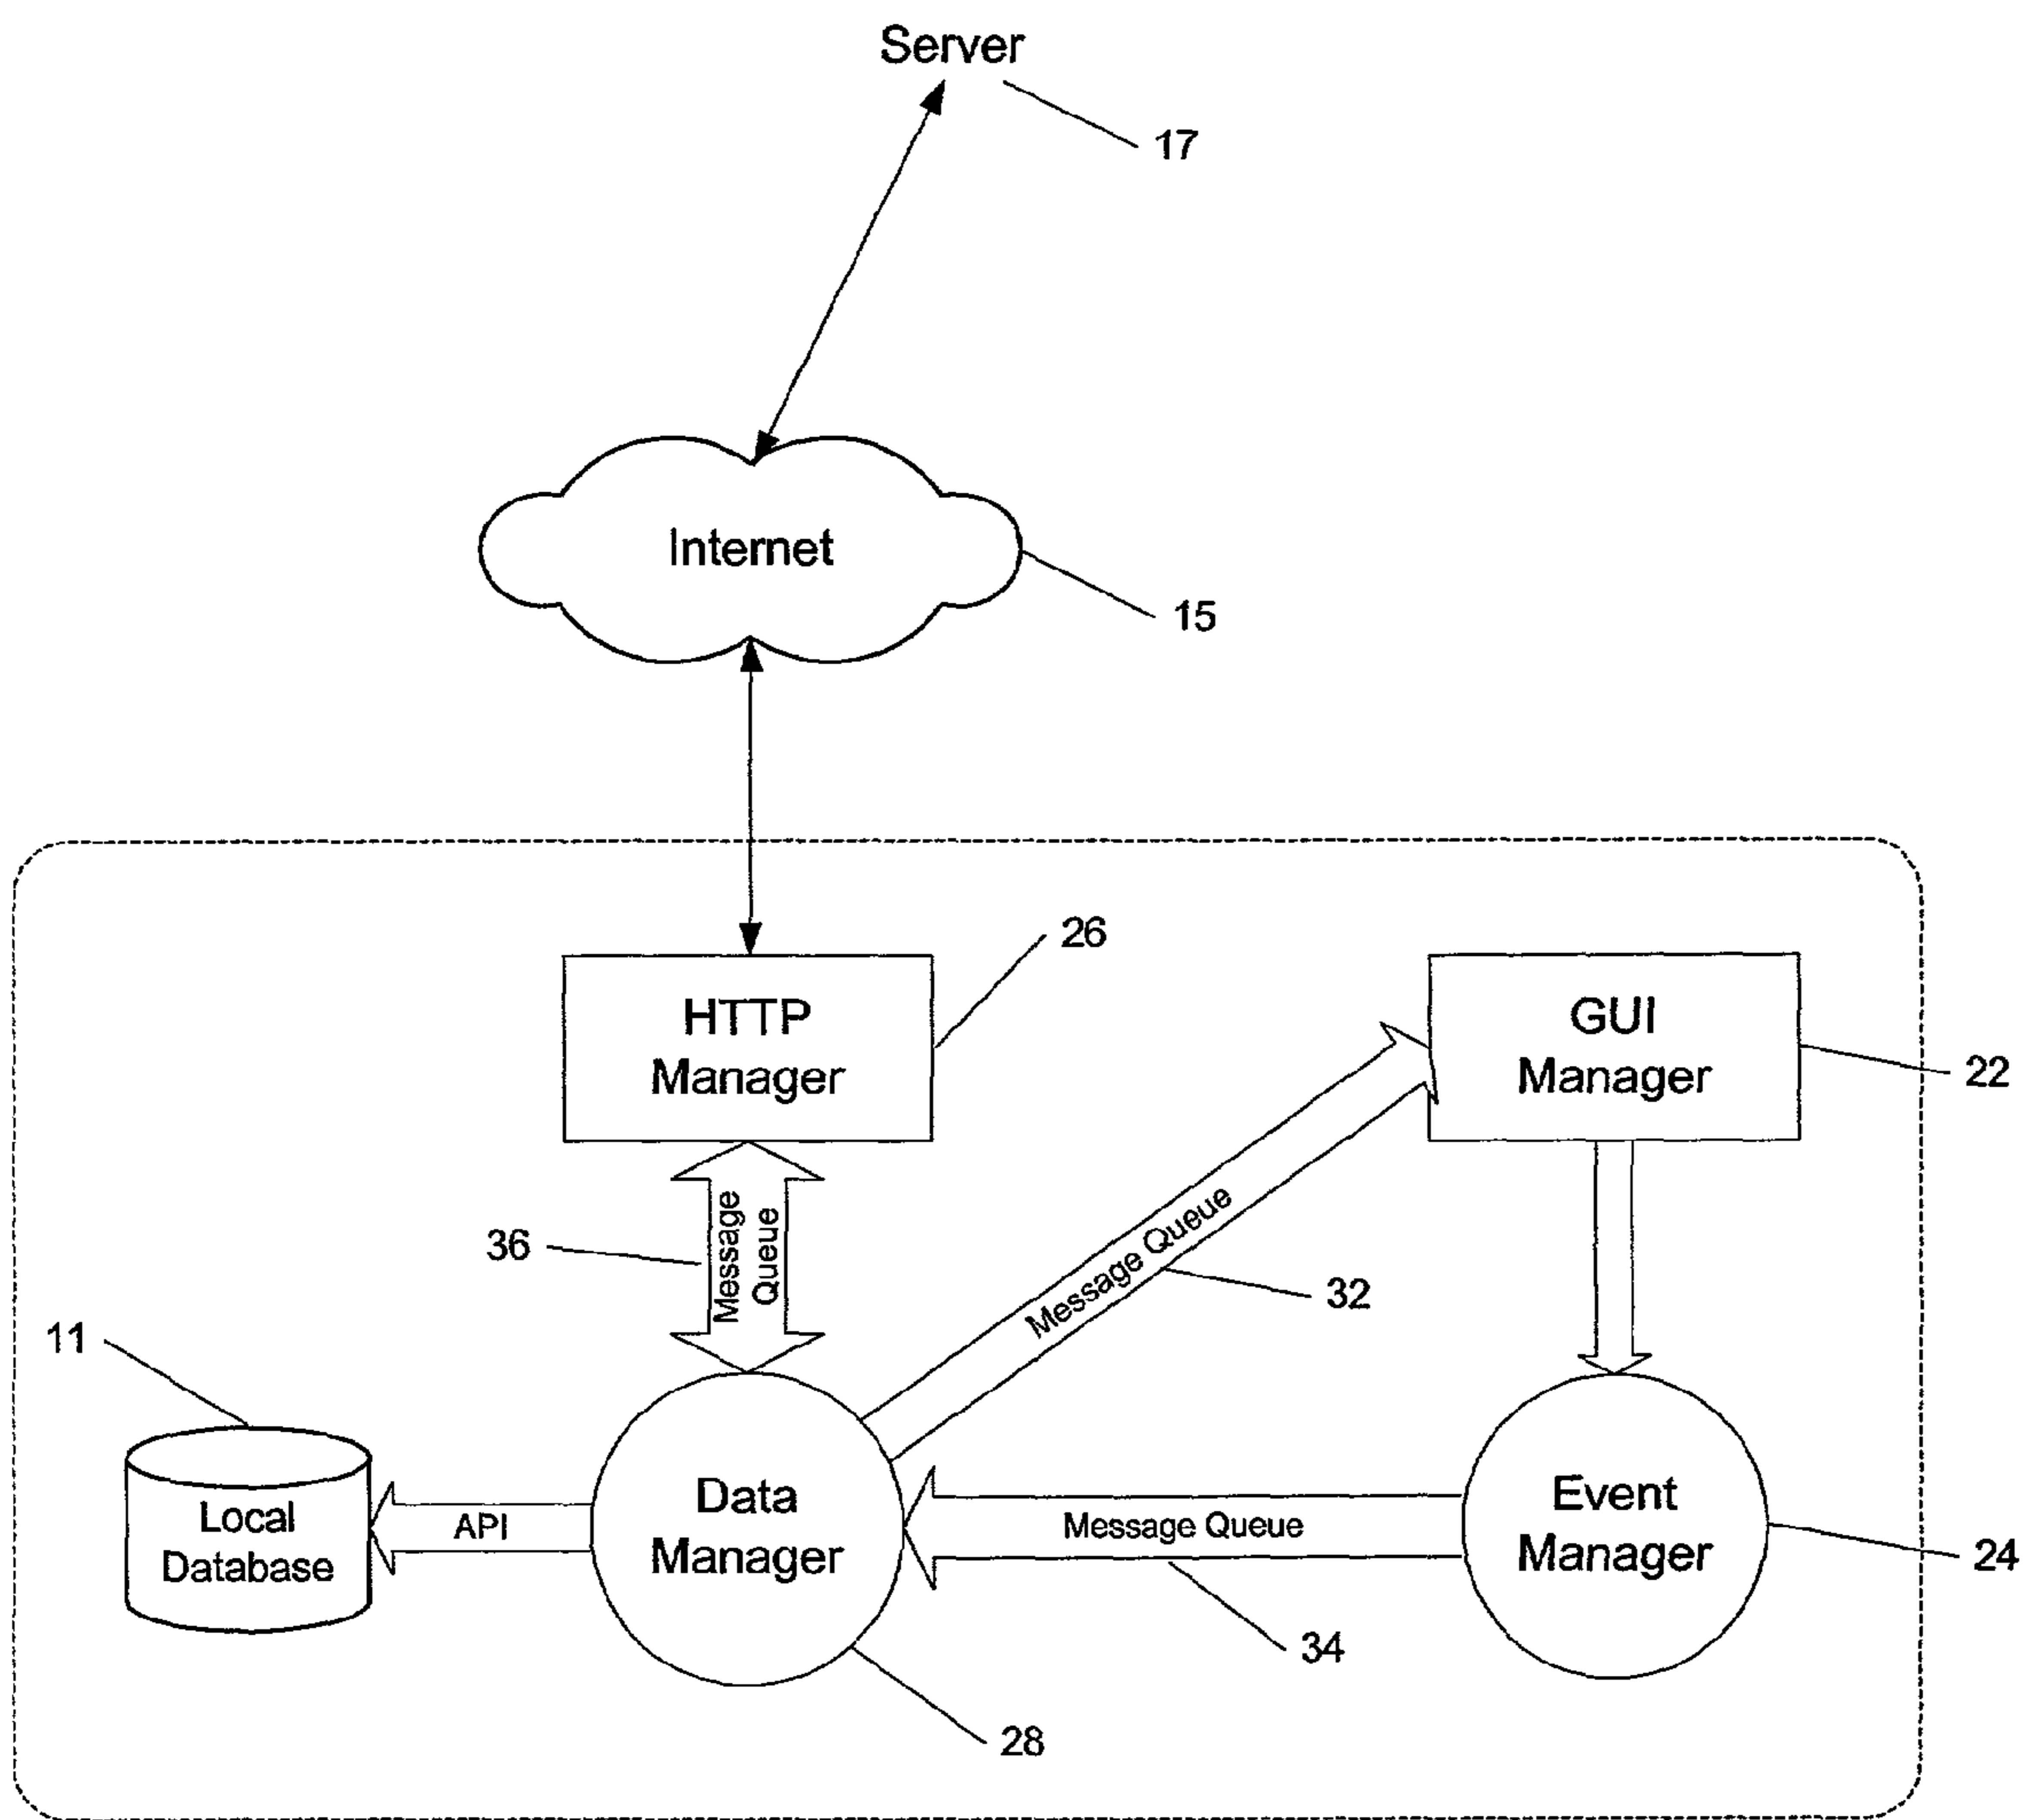 Server
17
Internet
15
26
HTTP
Manager
GUI
Manager
22
Message
Queue
36
Message Queue
32
11
Local
Database
API
Data
Manager
Message Queue
Event
Manager
24
34
28